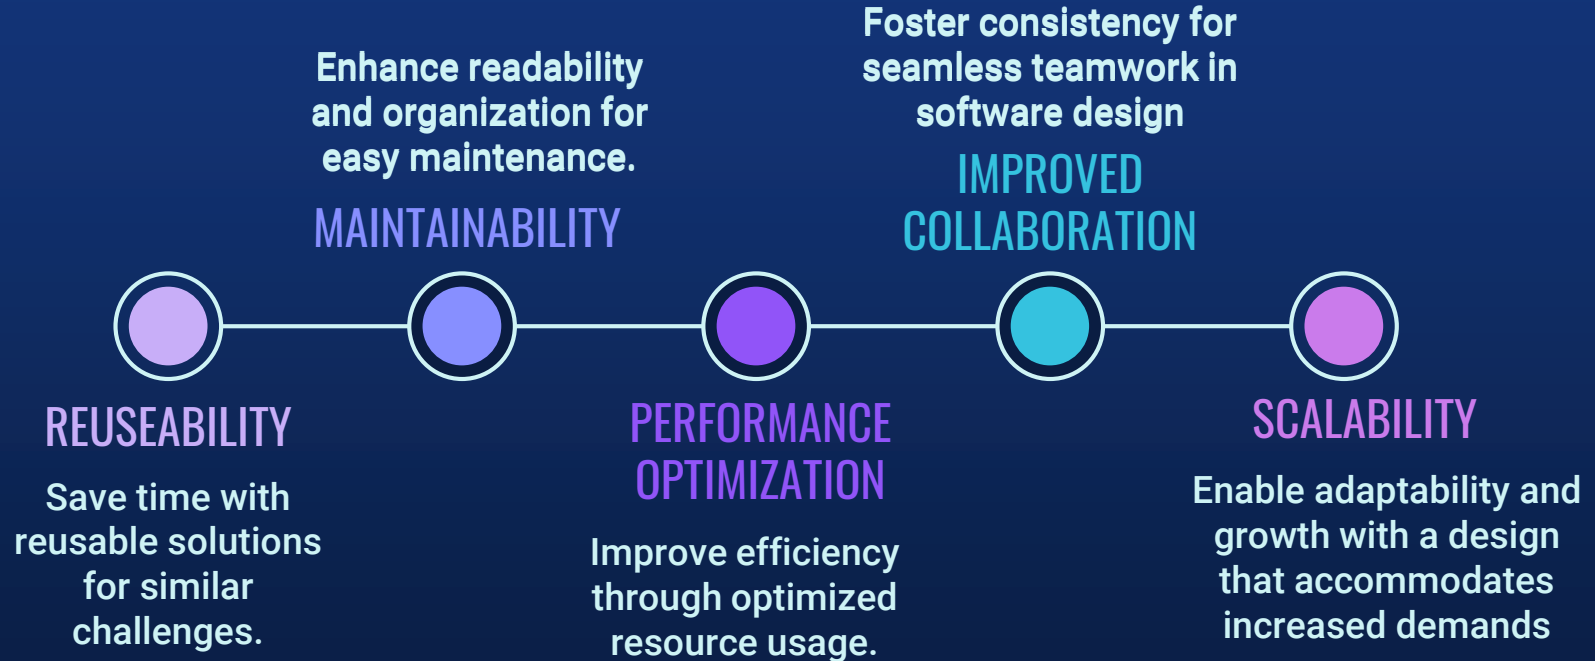 Foster consistency for
seamless teamwork in
software design
IMPROVED
COLLABORATION
Enhance readability
and organization for
easy maintenance.
MAINTAINABILITY
REUSEABILITY
Save time with
reusable solutions
for similar
challenges.
PERFORMANCE
OPTIMIZATION
Improve efficiency
through optimized
resource usage.
SCALABILITY
Enable adaptability and
growth with a design
that accommodates
increased demands